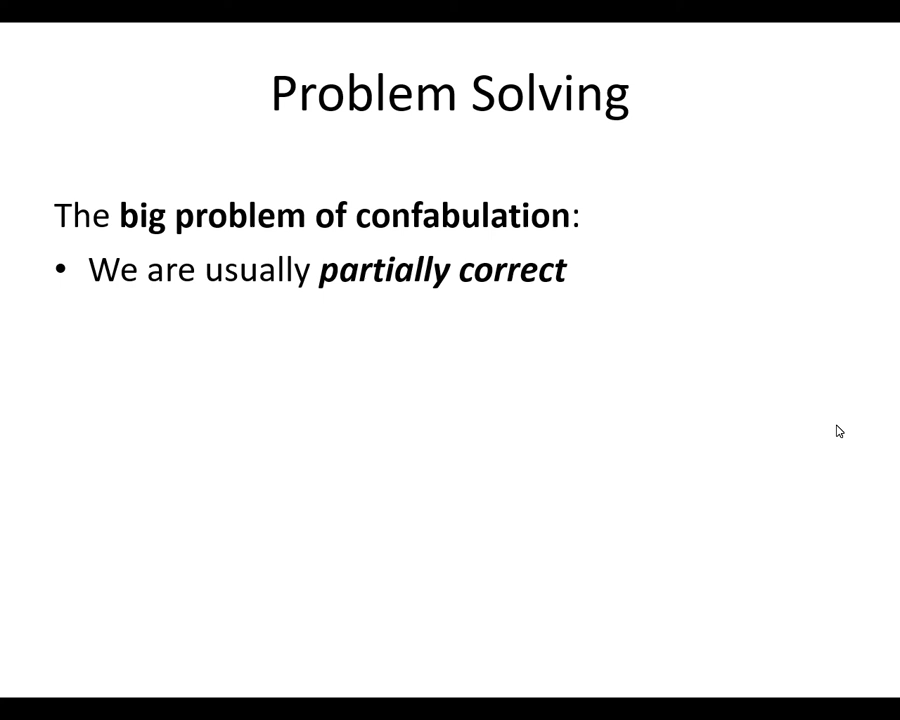 Problem Solving
The big problem of confabulation:
• We are usually partially correct